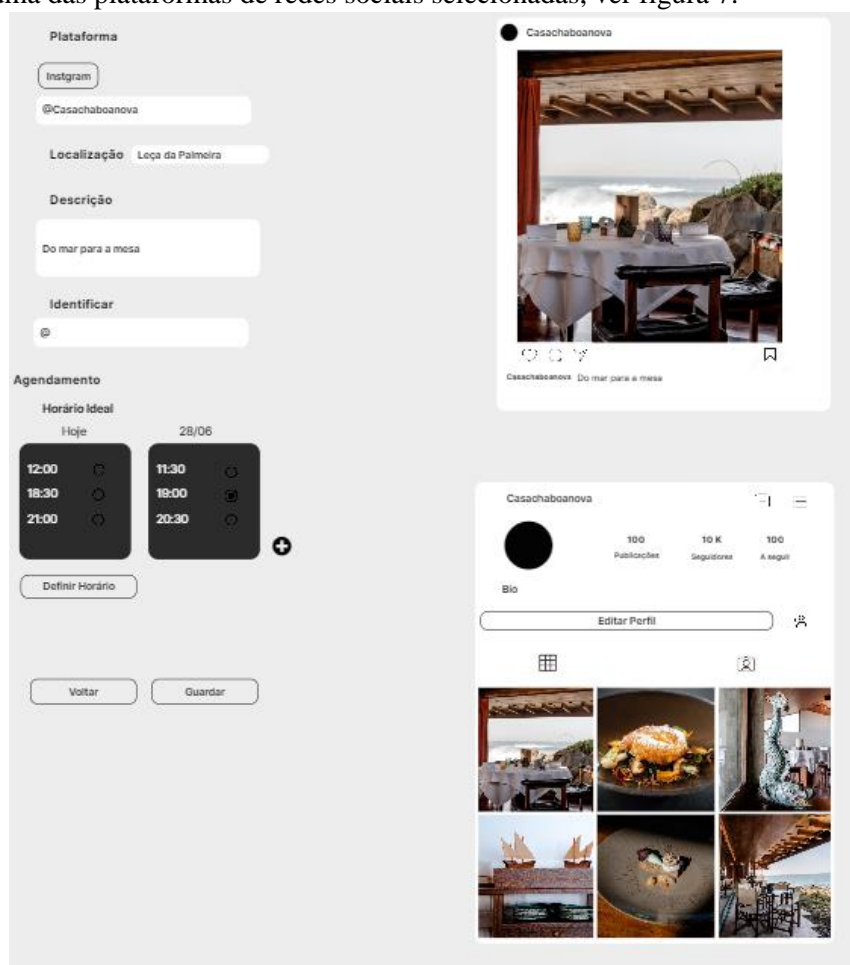 uma das plataformas de redes sociais selecionadas, ver figura 7.
Plataforma
Instgram
@Casachaboanova
Localização Leça da Palmeira
Descrição
Do mar para a mesa
Identificar
@
Agendamento
Horário Ideal
Hoje 28/06
12:00 11:30
18:30 19:00
21:00 20:30
Definir Horário
Voltar Guardar
Casachaboanova
Casachaboanova Do mar para a mesa
Casachaboanova
100 10 K 100
Publicações Seguidores A seguir
Bio
Editar Perfil